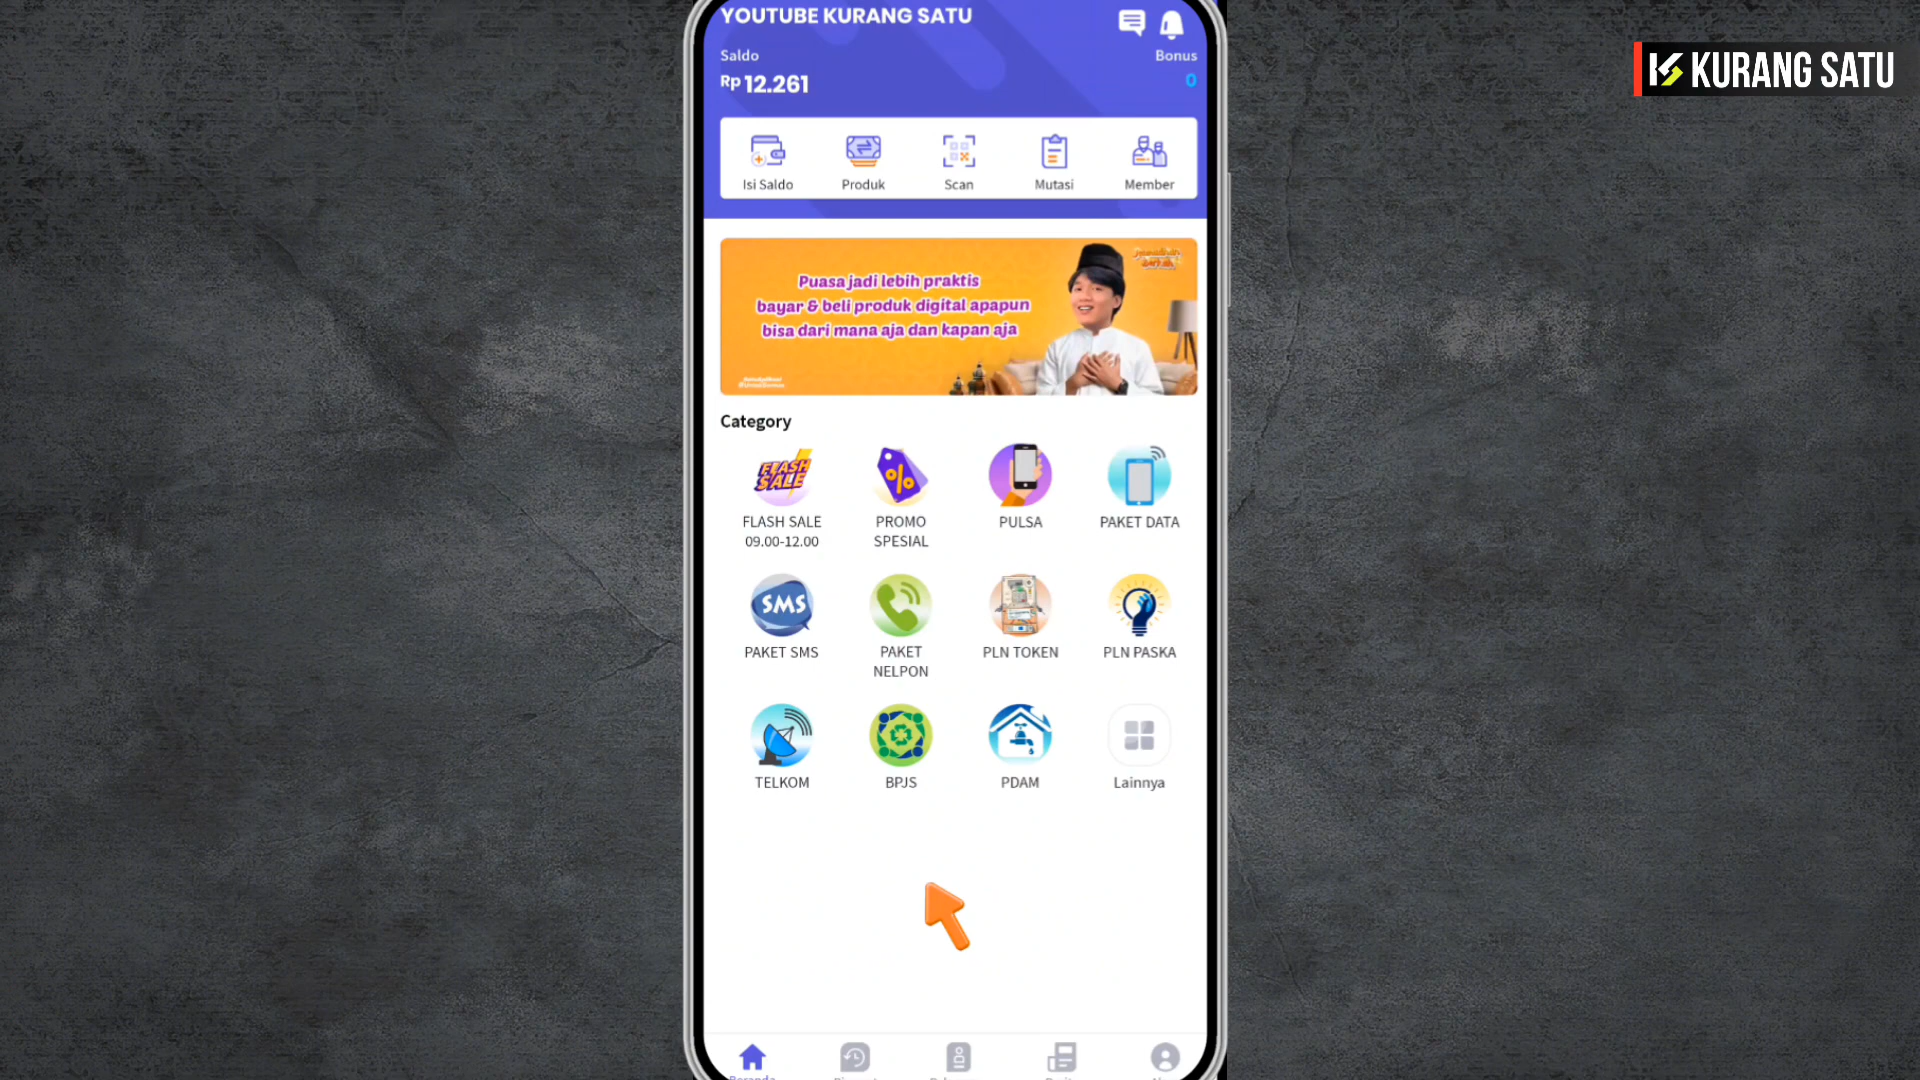 YOUTUBE KURANG SATU
Saldo
Bonus
Rp 12.261
0
KURANG SATU
Isi Saldo
Produk
Scan
Mutasi
Member
Puasa jadi lebih praktis
bayar & beli produk digital apapun
bisa dari mana aja dan kapan aja
Category
FLASH SALE
FLASH SALE
09.00-12.00
PROMO
SPESIAL
PULSA
PAKET DATA
SMS
PAKET SMS
PAKET
NELPON
PLN TOKEN
PLN PASKA
TELKOM
BPJS
PDAM
Lainnya